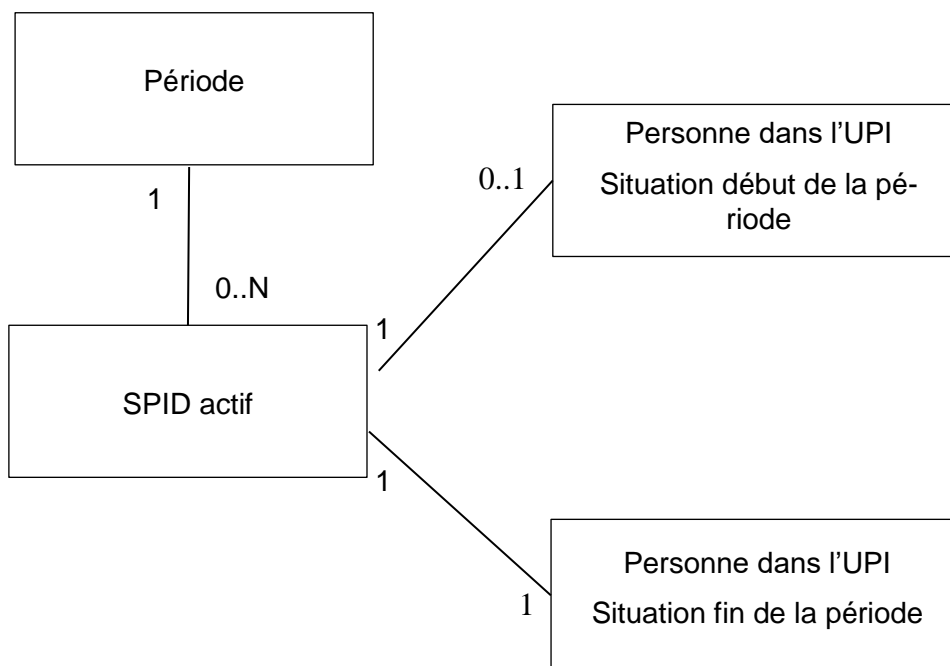 Période
Personne dans l'UPI
Situation début de la pé-
riode
0..1
1
0..N
1
SPID actif
1
Personne dans l'UPI
Situation fin de la période
1